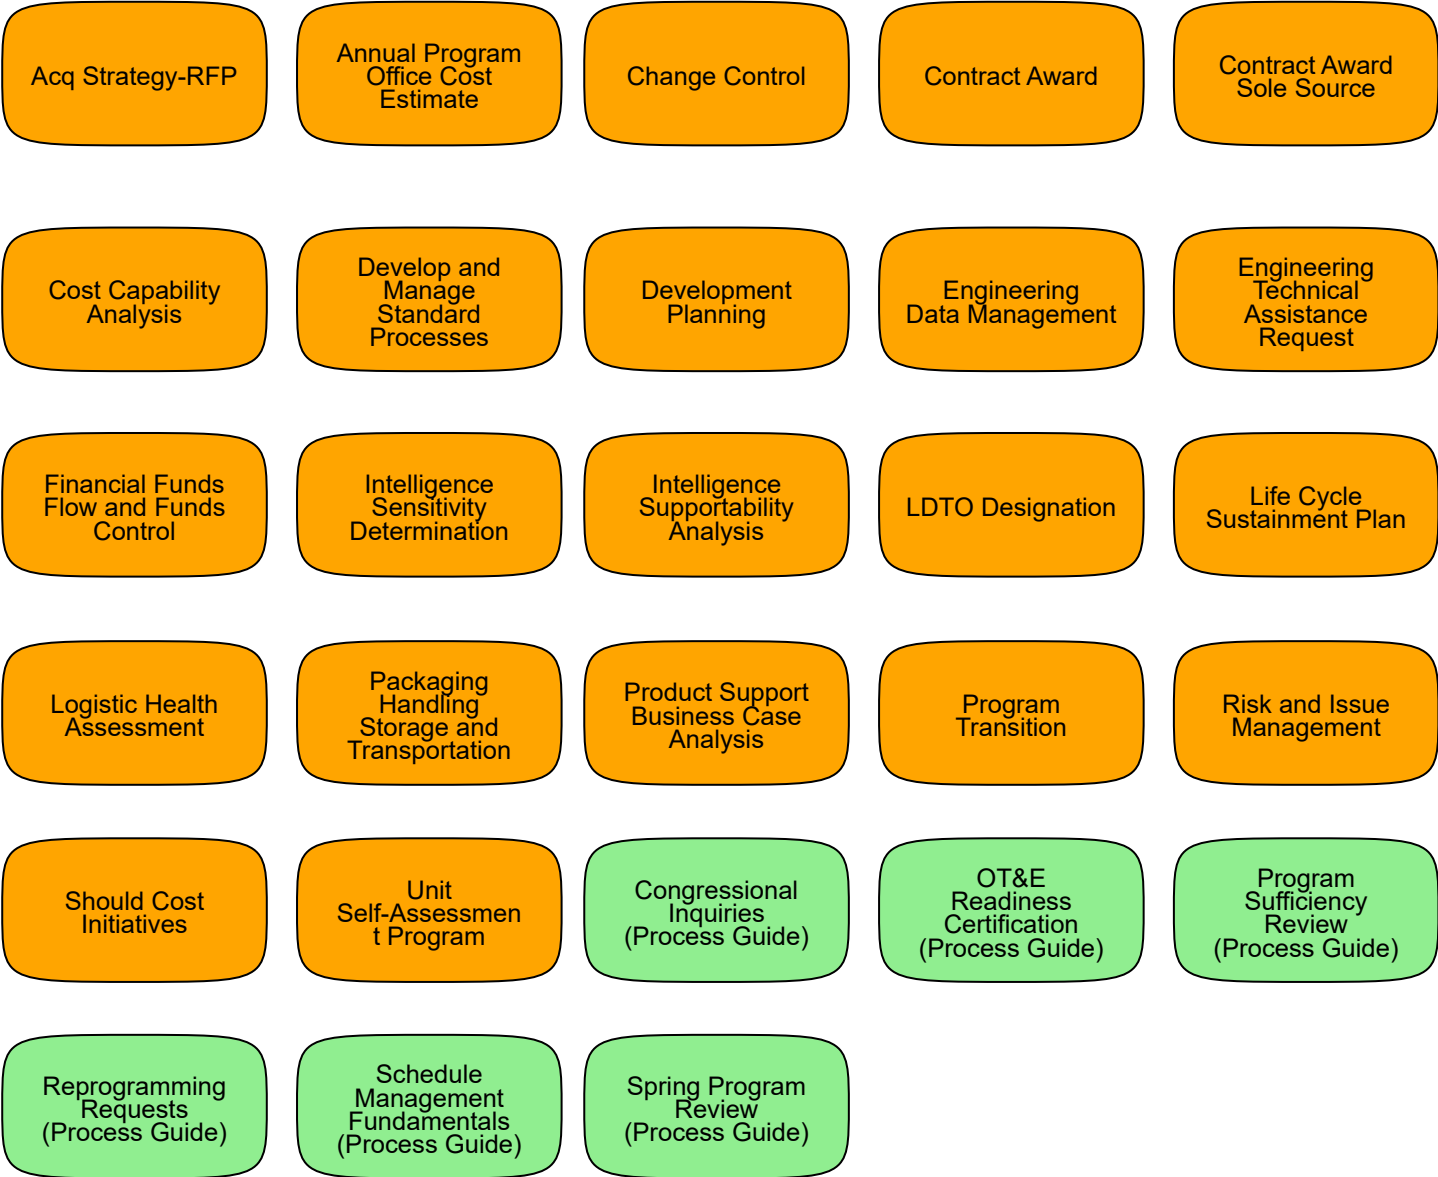 Acq Strategy-RFP
Annual Program
Office Cost
Estimate
Change Control
Contract Award
Contract Award
Sole Source
Cost Capability
Analysis
Develop and
Manage
Standard
Processes
Development
Planning
Engineering
Data Management
Engineering
Technical
Assistance
Request
Financial Funds
Flow and Funds
Control
Intelligence
Sensitivity
Determination
Intelligence
Supportability
Analysis
LDTO Designation
Life Cycle
Sustainment Plan
Logistic Health
Assessment
Packaging
Handling
Storage and
Transportation
Product Support
Business Case
Analysis
Program
Transition
Risk and Issue
Management
Should Cost
Initiatives
Unit
Self-Assessmen
t Program
Congressional
Inquiries
(Process Guide)
OT&E
Readiness
Certification
(Process Guide)
Program
Sufficiency
Review
(Process Guide)
Reprogramming
Requests
(Process Guide)
Schedule
Management
Fundamentals
(Process Guide)
Spring Program
Review
(Process Guide)